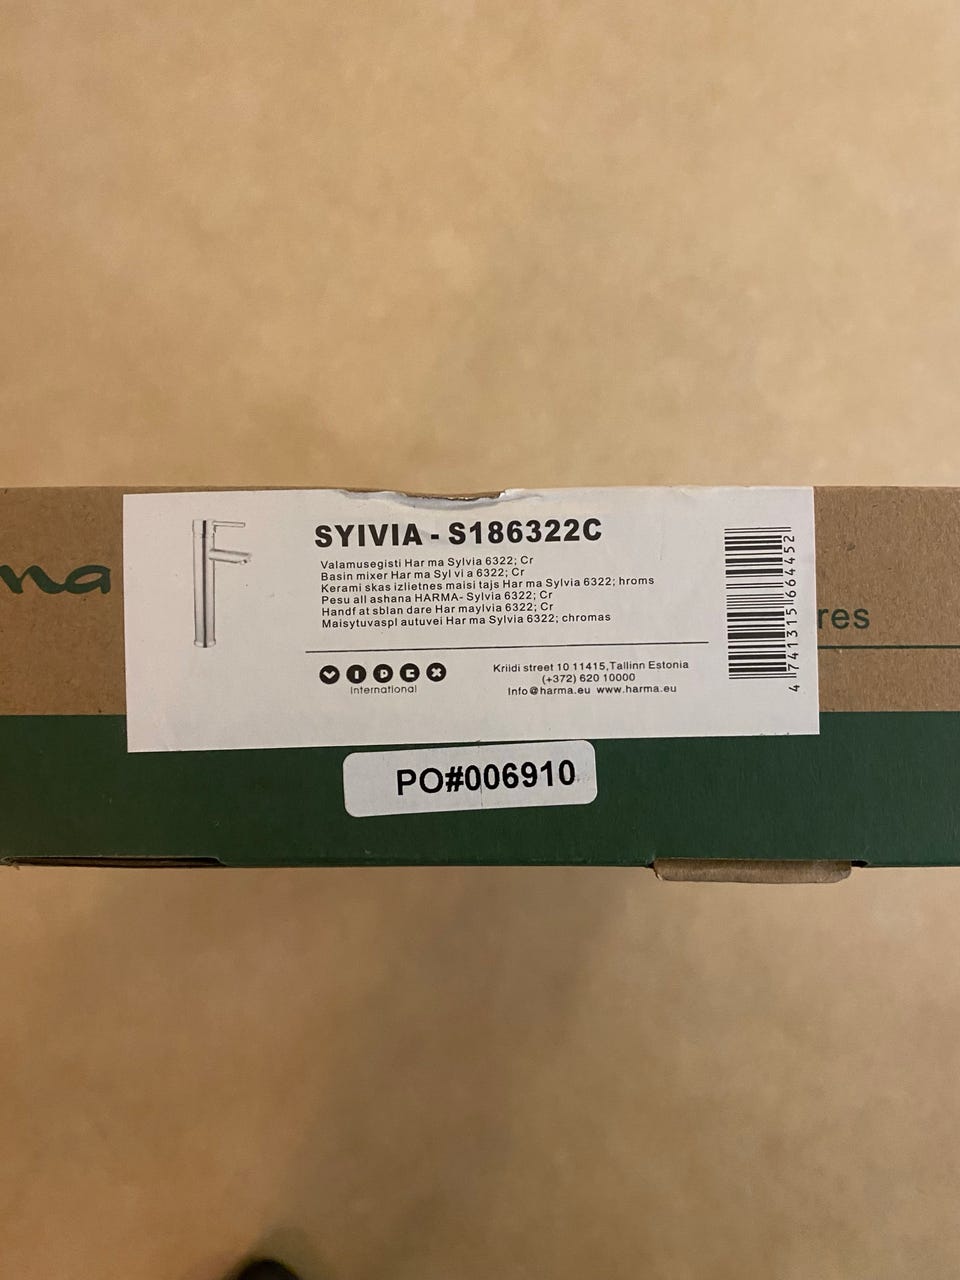 na
SYIVIA - S186322C
Valamusegisti Har ma Sylvia 6322; Cr
Basin mixer Har ma Syl vi a 6322; Cr
Kerami skas izlietnes maisi tajs Har ma Sylvia 6322; hroms
Pesu all ashana HARMA- Sylvia 6322; Cr
Handf at sblan dare Har maylvia 6322; Cr
Maisytuvaspl autuvei Har ma Sylvia 6322; chromas
VIDEX
International
Kriidi street 10 11415,Tallinn Estonia
(+372) 620 10000
Info@harma.eu www.harma.eu
4741315664452
res
PO#006910